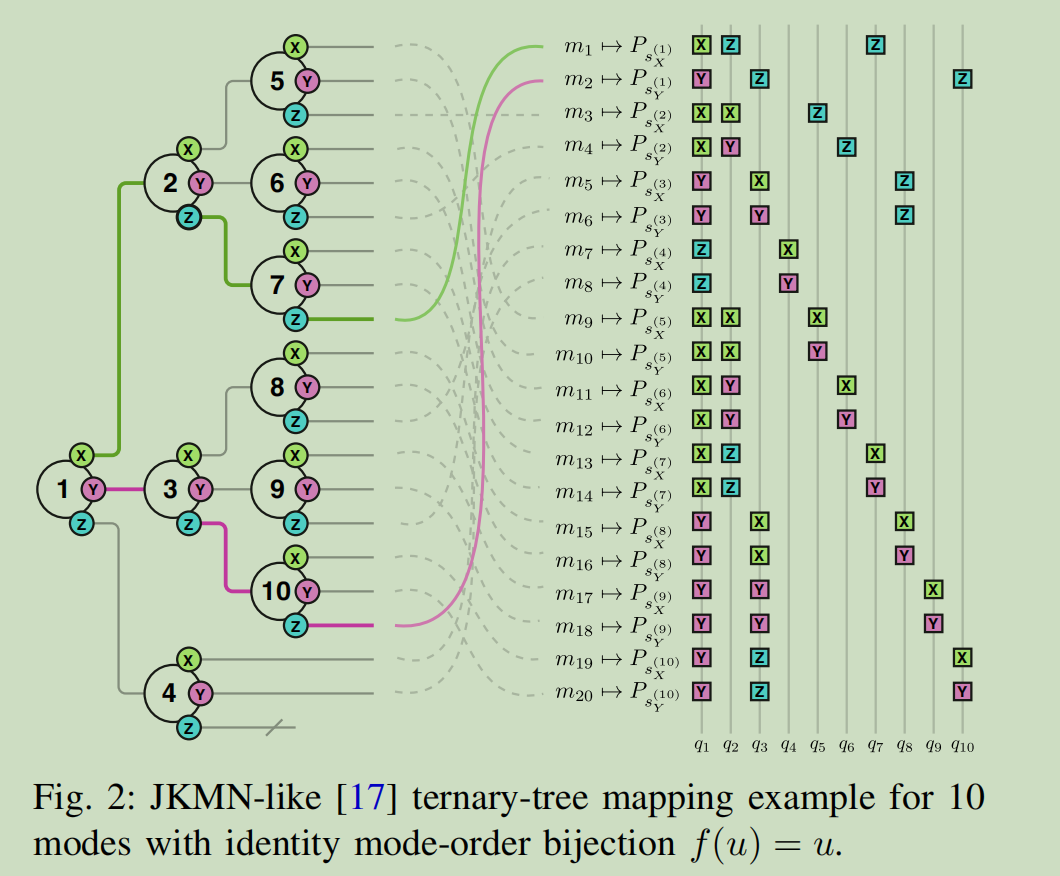 X
5 Y
Z
X
2 Y
Z
X
6 Y
Z
X
7 Y
Z
X
8 Y
Z
X
1 Y
Z
X
3 Y
Z
X
9 Y
Z
X
10 Y
Z
X
4 Y
Z
m₁ ↦ P_{s_X^{(1)}} X Z Z
m₂ ↦ P_{s_Y^{(1)}} Y Z Z
m₃ ↦ P_{s_X^{(2)}} X X Z
m₄ ↦ P_{s_Y^{(2)}} X Y Z
m₅ ↦ P_{s_X^{(3)}} Y X Z
m₆ ↦ P_{s_Y^{(3)}} Y Y Z
m₇ ↦ P_{s_X^{(4)}} Z X
m₈ ↦ P_{s_Y^{(4)}} Z Y
m₉ ↦ P_{s_X^{(5)}} X X X
m₁₀ ↦ P_{s_Y^{(5)}} X X Y
m₁₁ ↦ P_{s_X^{(6)}} X Y X
m₁₂ ↦ P_{s_Y^{(6)}} X Y Y
m₁₃ ↦ P_{s_X^{(7)}} X Z X
m₁₄ ↦ P_{s_Y^{(7)}} X Z Y
m₁₅ ↦ P_{s_X^{(8)}} Y X X
m₁₆ ↦ P_{s_Y^{(8)}} Y X Y
m₁₇ ↦ P_{s_X^{(9)}} Y Y X
m₁₈ ↦ P_{s_Y^{(9)}} Y Y Y
m₁₉ ↦ P_{s_X^{(10)}} Y Z X
m₂₀ ↦ P_{s_Y^{(10)}} Y Z Y
q₁ q₂ q₃ q₄ q₅ q₆ q₇ q₈ q₉ q₁₀
Fig. 2: JKMN-like [17] ternary-tree mapping example for 10
modes with identity mode-order bijection f(u) = u.